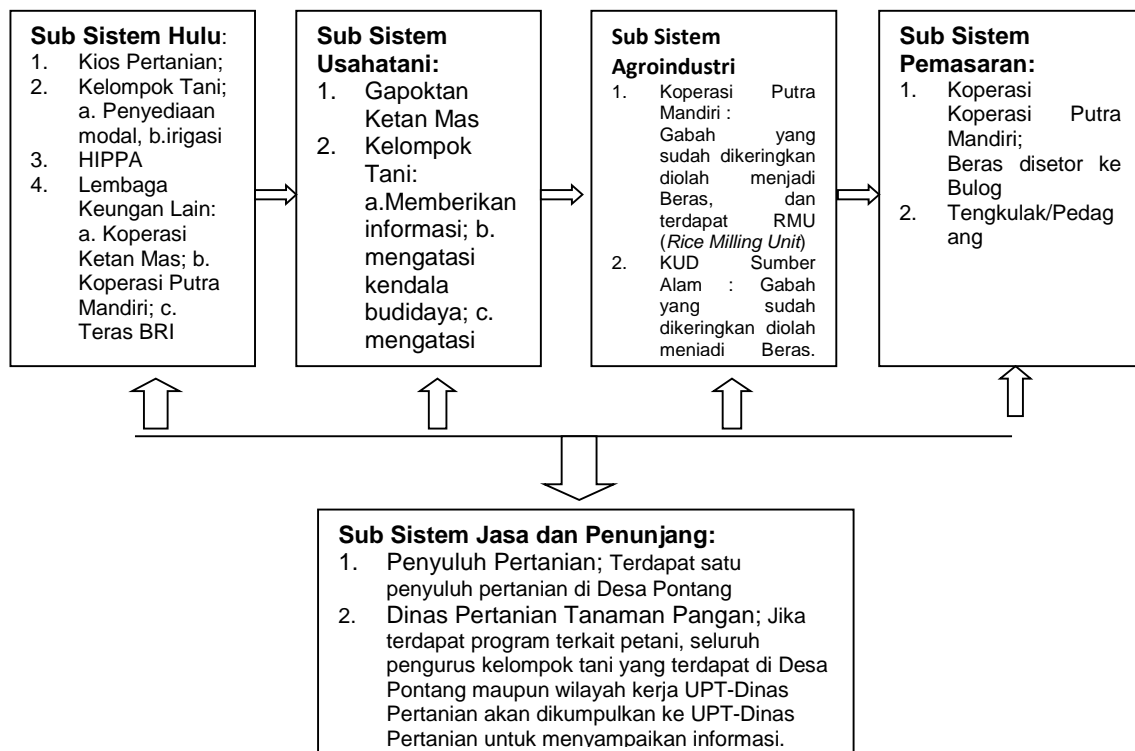 Sub Sistem Hulu:
1. Kios Pertanian;
2. Kelompok Tani;
a. Penyediaan
modal, b.irigasi
3. HIPPA
4. Lembaga
Keungan Lain:
a. Koperasi
Ketan Mas; b.
Koperasi Putra
Mandiri; c.
Teras BRI
Sub Sistem
Usahatani:
1. Gapoktan
Ketan Mas
2. Kelompok
Tani:
a.Memberikan
informasi; b.
mengatasi
kendala
budidaya; c.
mengatasi
Sub Sistem
Agroindustri
1. Koperasi Putra
Mandiri :
Gabah yang
sudah dikeringkan
diolah menjadi
Beras, dan
terdapat RMU
(Rice Milling Unit)
2. KUD Sumber
Alam : Gabah
yang sudah
dikeringkan diolah
menjadi Beras.
Sub Sistem
Pemasaran:
1. Koperasi
Koperasi Putra
Mandiri;
Beras disetor ke
Bulog
2. Tengkulak/Pedag
ang
Sub Sistem Jasa dan Penunjang:
1. Penyuluh Pertanian; Terdapat satu
penyuluh pertanian di Desa Pontang
2. Dinas Pertanian Tanaman Pangan; Jika
terdapat program terkait petani, seluruh
pengurus kelompok tani yang terdapat di Desa
Pontang maupun wilayah kerja UPT-Dinas
Pertanian akan dikumpulkan ke UPT-Dinas
Pertanian untuk menyampaikan informasi.